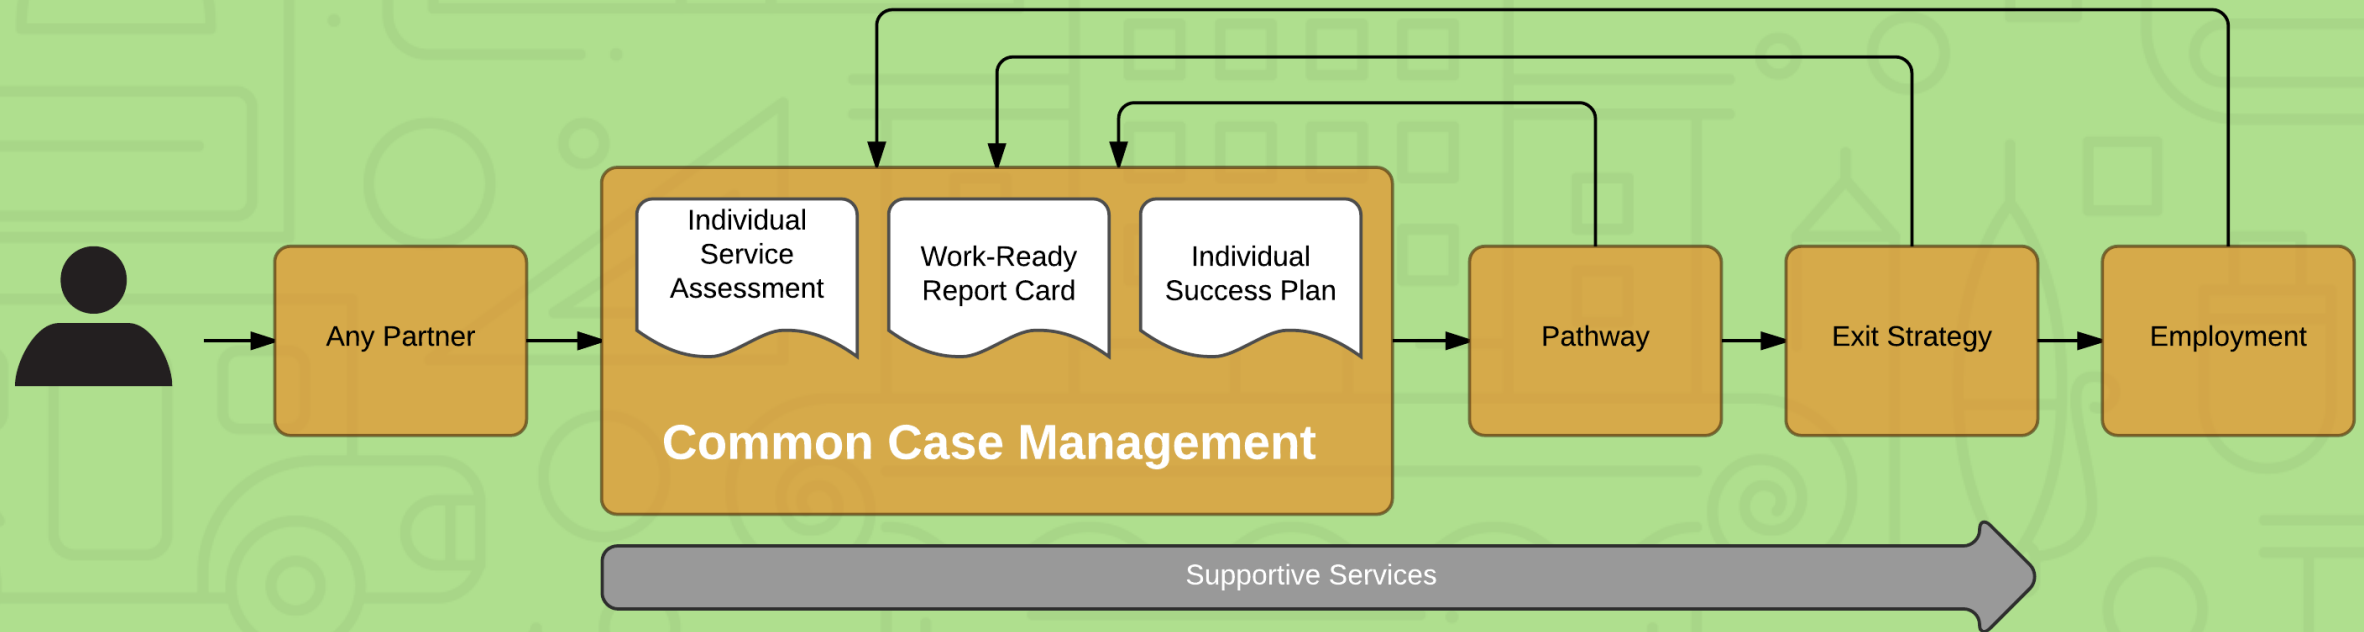 Any Partner
Individual
Service
Assessment
Work-Ready
Report Card
Individual
Success Plan
Common Case Management
Pathway
Exit Strategy
Employment
Supportive Services